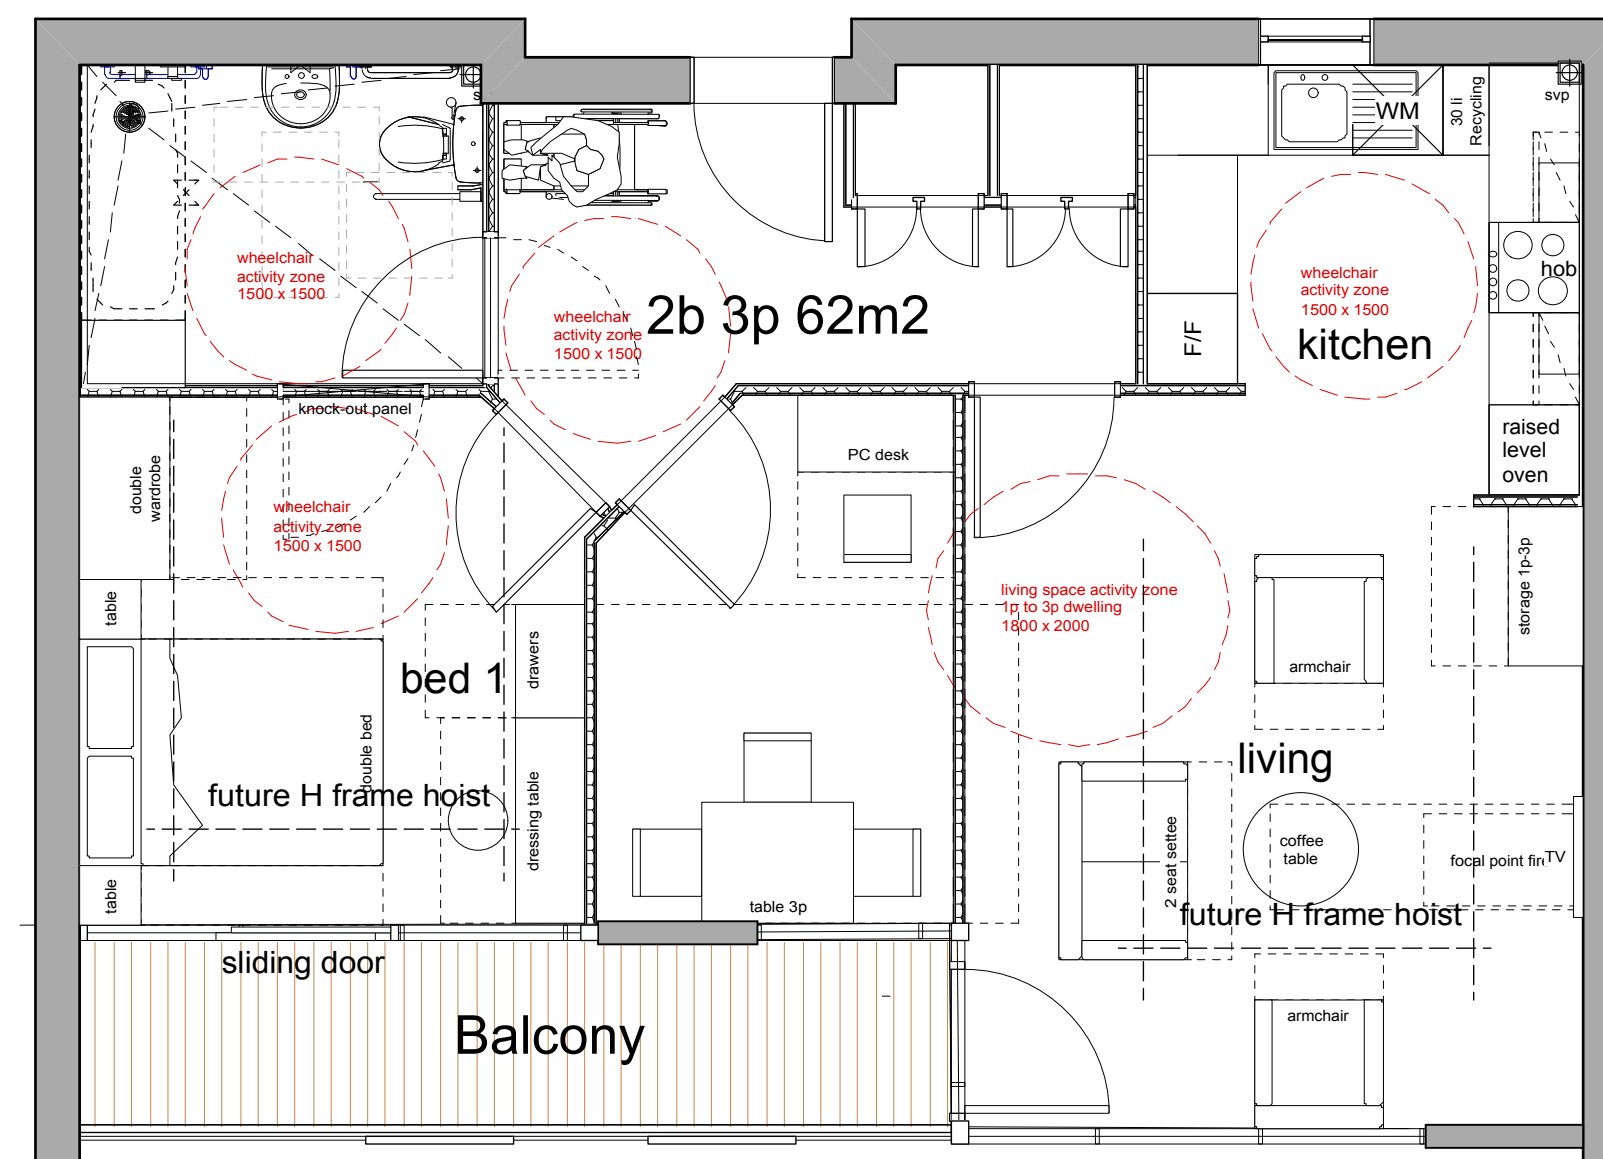 s
svp
WM
30 li
Recycling
hob
wheelchair
activity zone
1500 x 1500
wheelchair
activity zone
1500 x 1500
2b 3p 62m2
wheelchair
activity zone
1500 x 1500
kitchen
F/F
knock-out panel
raised
level
oven
PC desk
double
wardrobe
wheelchair
activity zone
1500 x 1500
living space activity zone
1p to 3p dwelling
1800 x 2000
storage 1p-3p
table
drawers
armchair
bed 1
double bed
living
future H frame hoist
dressing table
2 seat settee
coffee
table
focal point fire
TV
table
table 3p
future H frame hoist
sliding door
Balcony
armchair